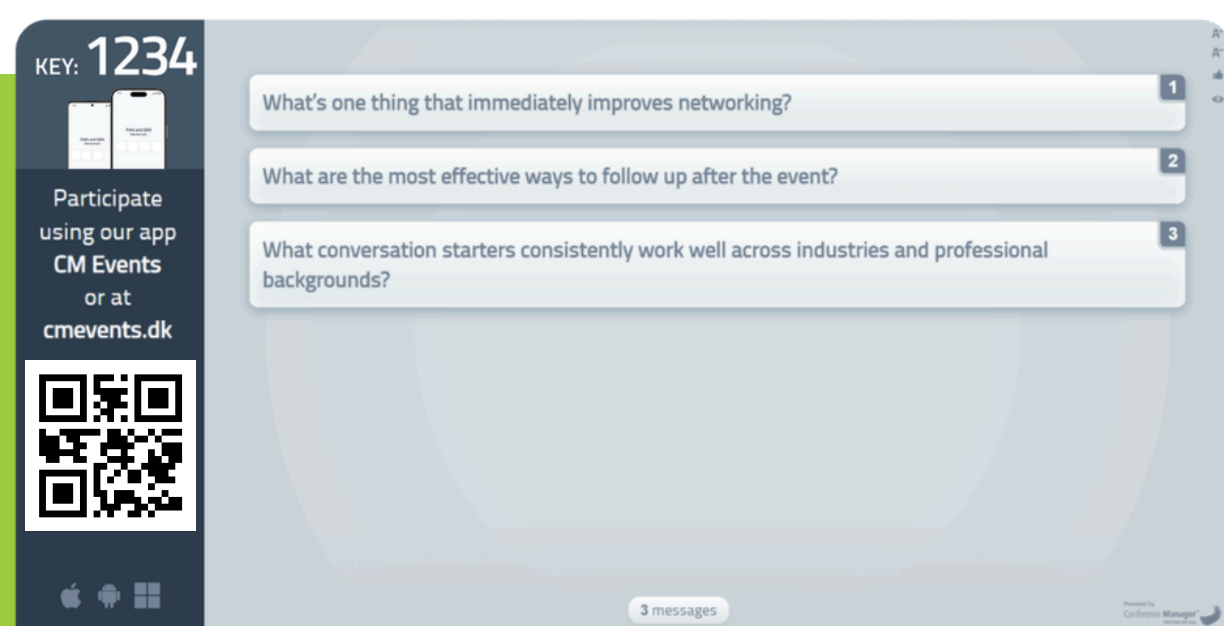 KEY: 1234
Participate
using our app
CM Events
or at
cmevents.dk
What's one thing that immediately improves networking?
1
What are the most effective ways to follow up after the event?
2
What conversation starters consistently work well across industries and professional
backgrounds?
3
3 messages
A+
A-
Powered by
Conference Manager